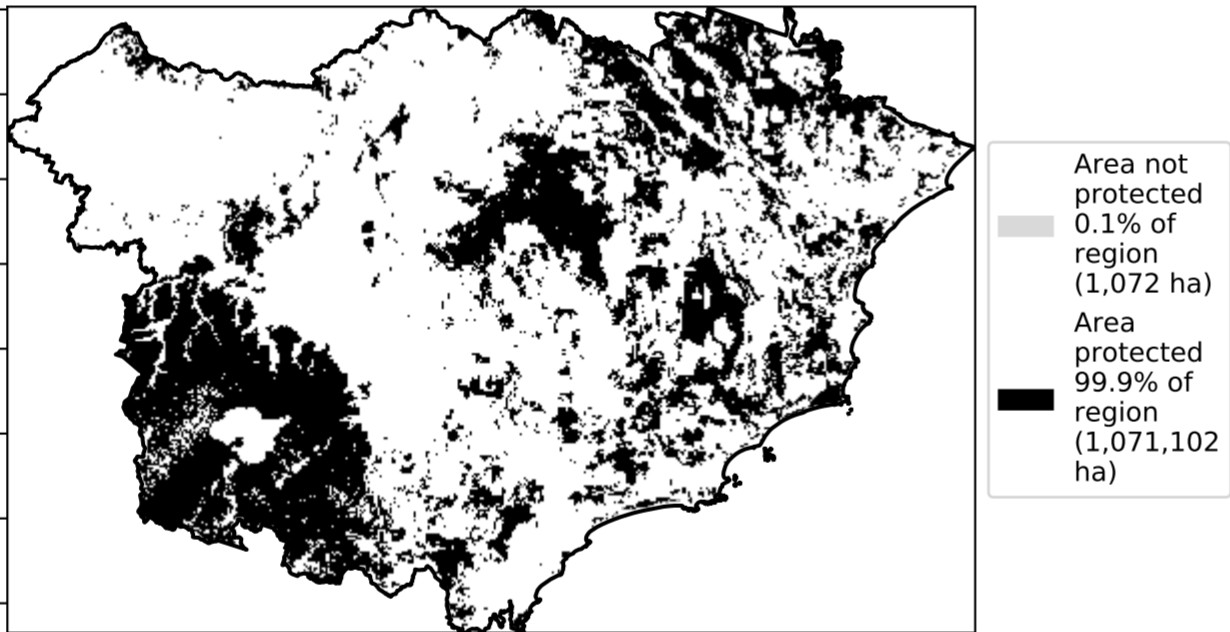 Area not
protected
0.1% of
region
(1,072 ha)
Area
protected
99.9% of
region
(1,071,102
ha)